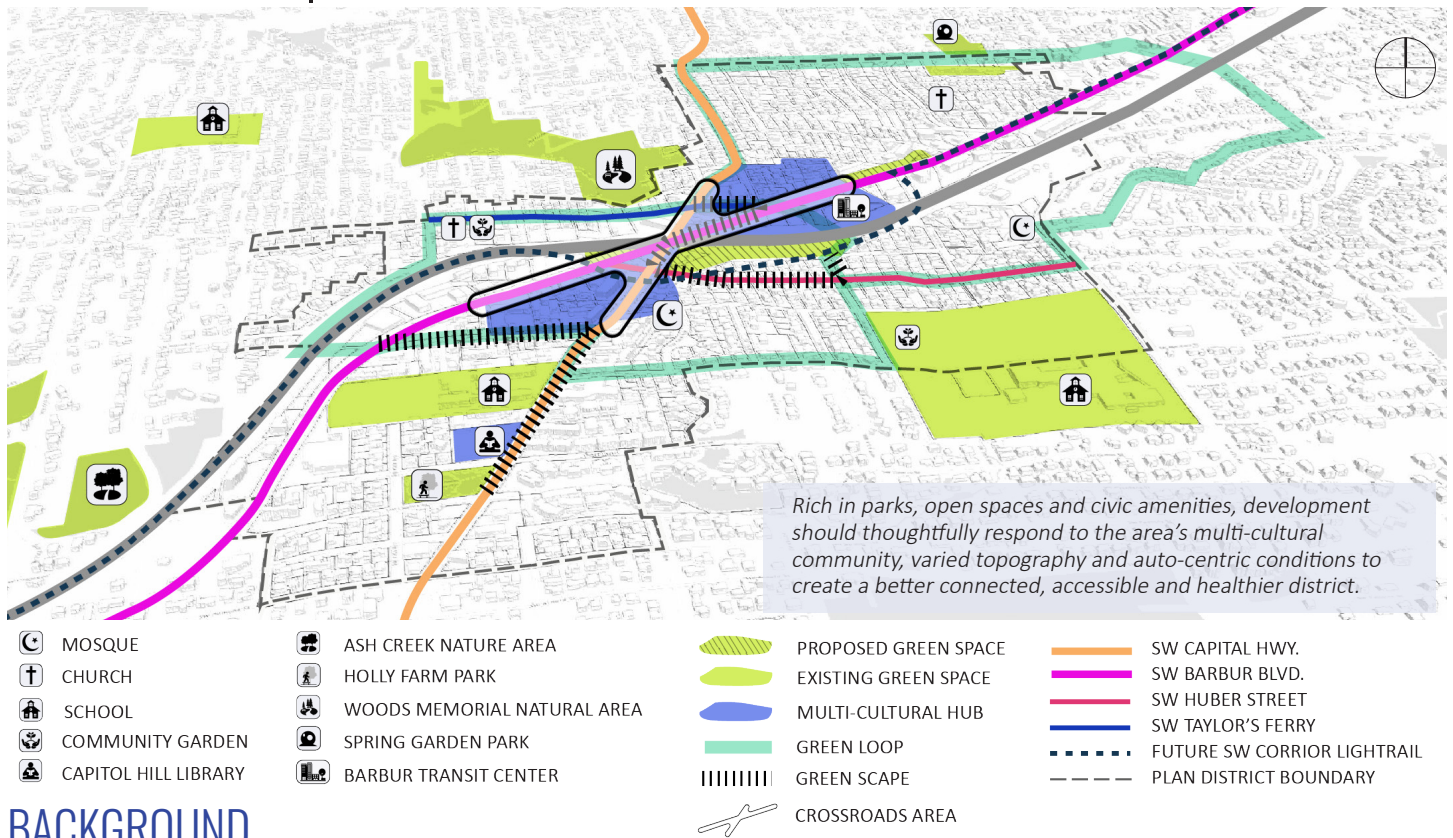 Rich in parks, open spaces and civic amenities, development
should thoughtfully respond to the area's multi-cultural
community, varied topography and auto-centric conditions to
create a better connected, accessible and healthier district.
MOSQUE
CHURCH
SCHOOL
COMMUNITY GARDEN
CAPITOL HILL LIBRARY
ASH CREEK NATURE AREA
HOLLY FARM PARK
WOODS MEMORIAL NATURAL AREA
SPRING GARDEN PARK
BARBUR TRANSIT CENTER
PROPOSED GREEN SPACE
EXISTING GREEN SPACE
MULTI-CULTURAL HUB
GREEN LOOP
GREEN SCAPE
CROSSROADS AREA
SW CAPITAL HWY.
SW BARBUR BLVD.
SW HUBER STREET
SW TAYLOR'S FERRY
FUTURE SW CORRIOR LIGHTRAIL
PLAN DISTRICT BOUNDARY
BACKGROUND